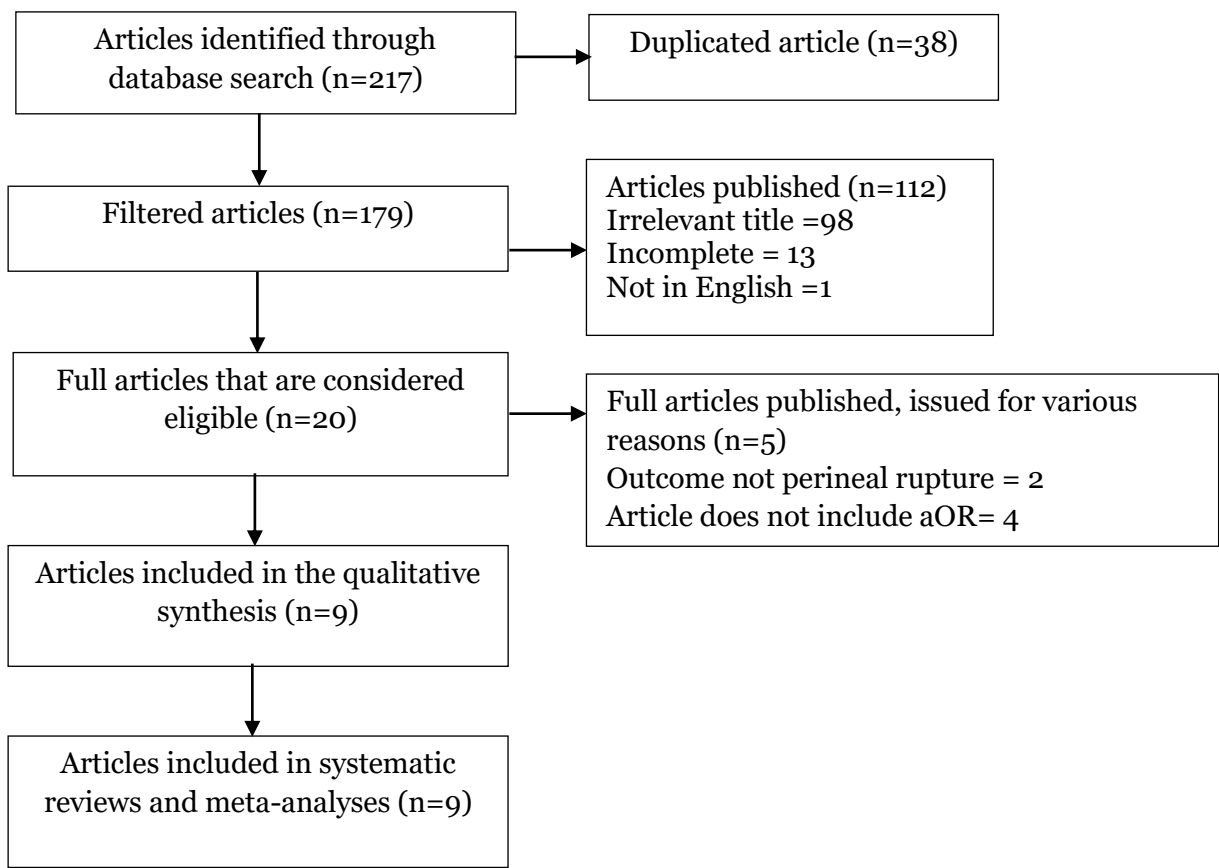 Articles identified through
database search (n=217)
Duplicated article (n=38)
Filtered articles (n=179)
Articles published (n=112)
Irrelevant title =98
Incomplete = 13
Not in English =1
Full articles that are considered
eligible (n=20)
Full articles published, issued for various
reasons (n=5)
Outcome not perineal rupture = 2
Article does not include aOR= 4
Articles included in the qualitative
synthesis (n=9)
Articles included in systematic
reviews and meta-analyses (n=9)